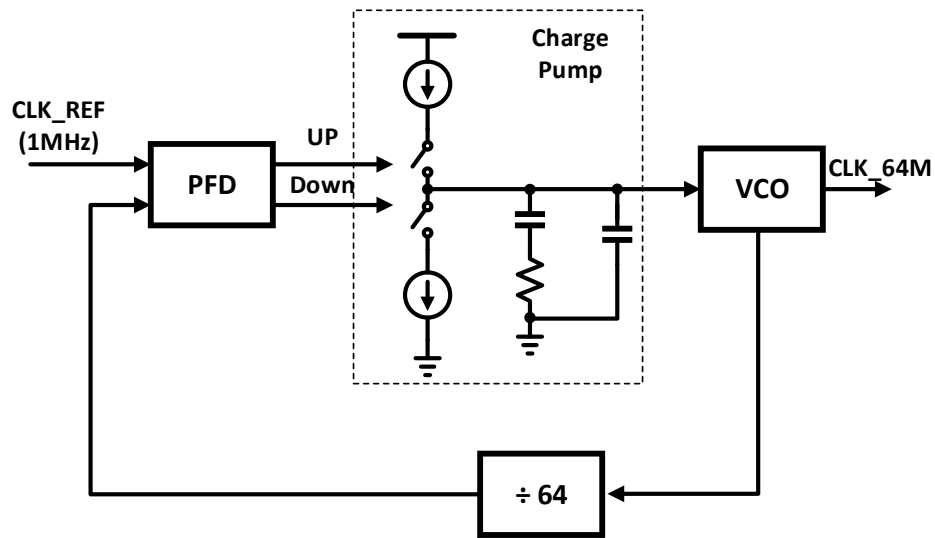 Charge
Pump
CLK_REF
(1MHz)
UP
PFD
Down
VCO
CLK_64M
÷ 64